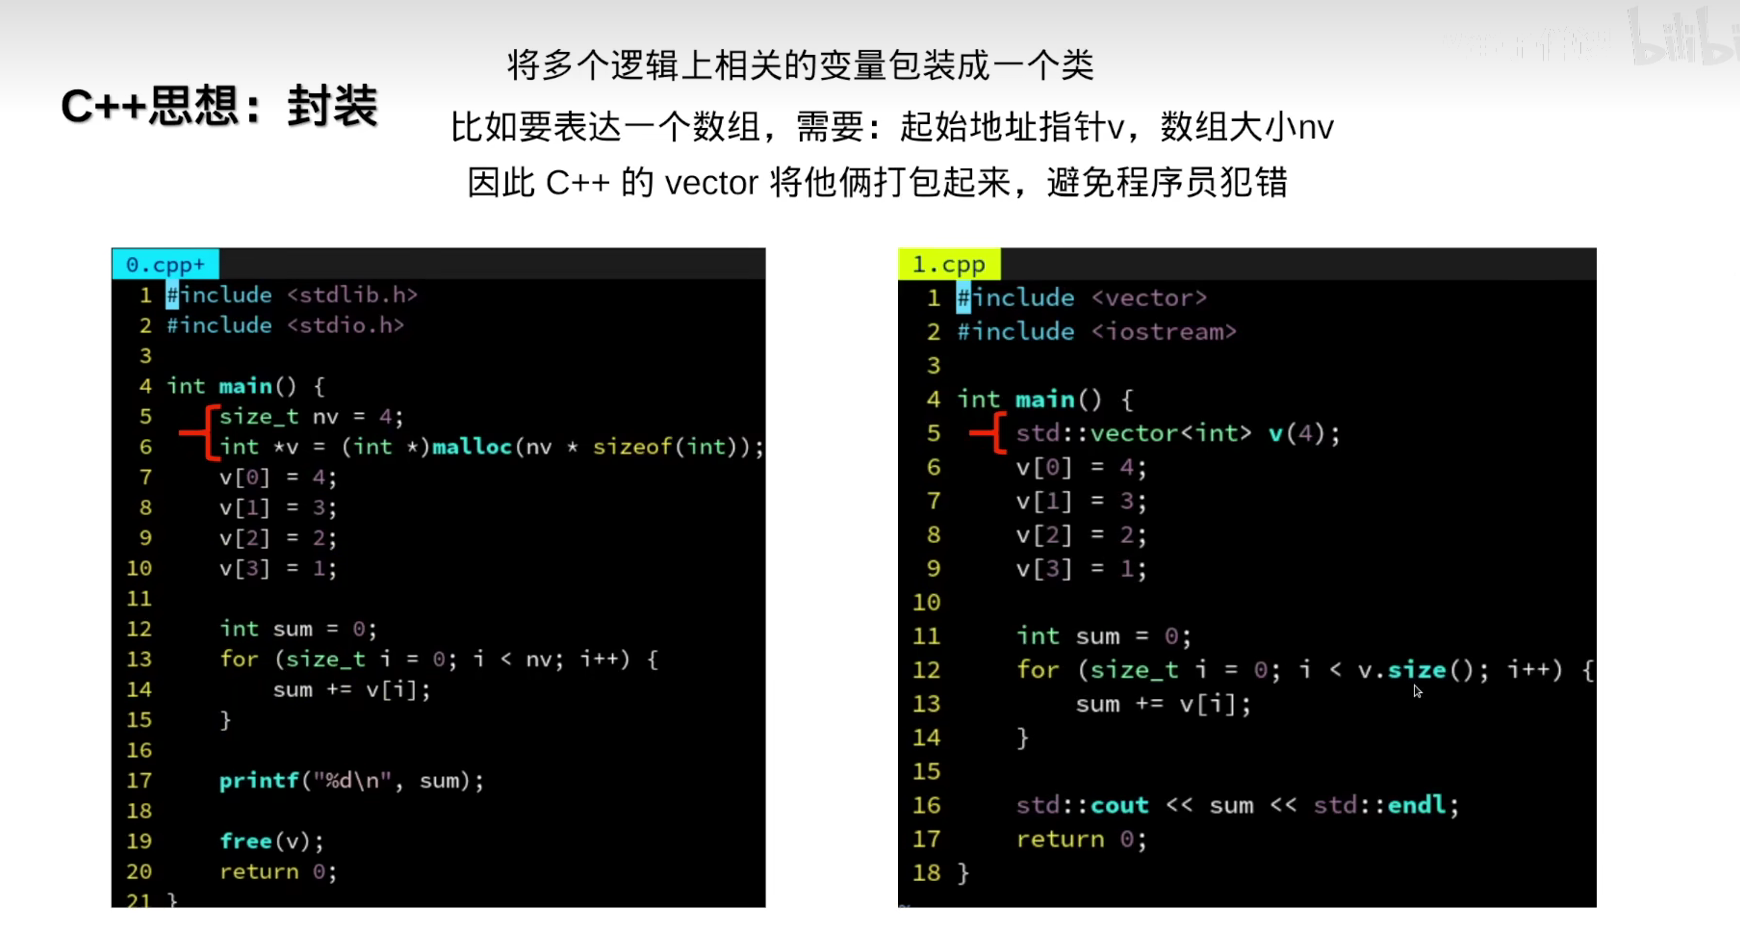 C++思想：封装
将多个逻辑上相关的变量包装成一个类
比如要表达一个数组，需要：起始地址指针v，数组大小nv
因此 C++ 的 vector 将他俩打包起来，避免程序员犯错
0.cpp+
1 #include <stdlib.h>
2 #include <stdio.h>
3
4 int main() {
5     size_t nv = 4;
6     int *v = (int *)malloc(nv * sizeof(int));
7     v[0] = 4;
8     v[1] = 3;
9     v[2] = 2;
10     v[3] = 1;
11
12     int sum = 0;
13     for (size_t i = 0; i < nv; i++) {
14         sum += v[i];
15     }
16
17     printf("%d\n", sum);
18
19     free(v);
20     return 0;
21 }
1.cpp
1 #include <vector>
2 #include <iostream>
3
4 int main() {
5     std::vector<int> v(4);
6     v[0] = 4;
7     v[1] = 3;
8     v[2] = 2;
9     v[3] = 1;
10
11     int sum = 0;
12     for (size_t i = 0; i < v.size(); i++) {
13         sum += v[i];
14     }
15
16     std::cout << sum << std::endl;
17     return 0;
18 }
bilibi